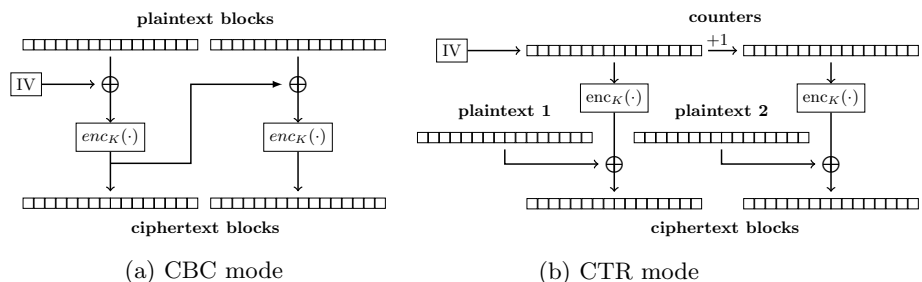 plaintext blocks
IV
enc_K(·)
enc_K(·)
ciphertext blocks
(a) CBC mode
counters
IV
+1
enc_K(·)
enc_K(·)
plaintext 1
plaintext 2
ciphertext blocks
(b) CTR mode